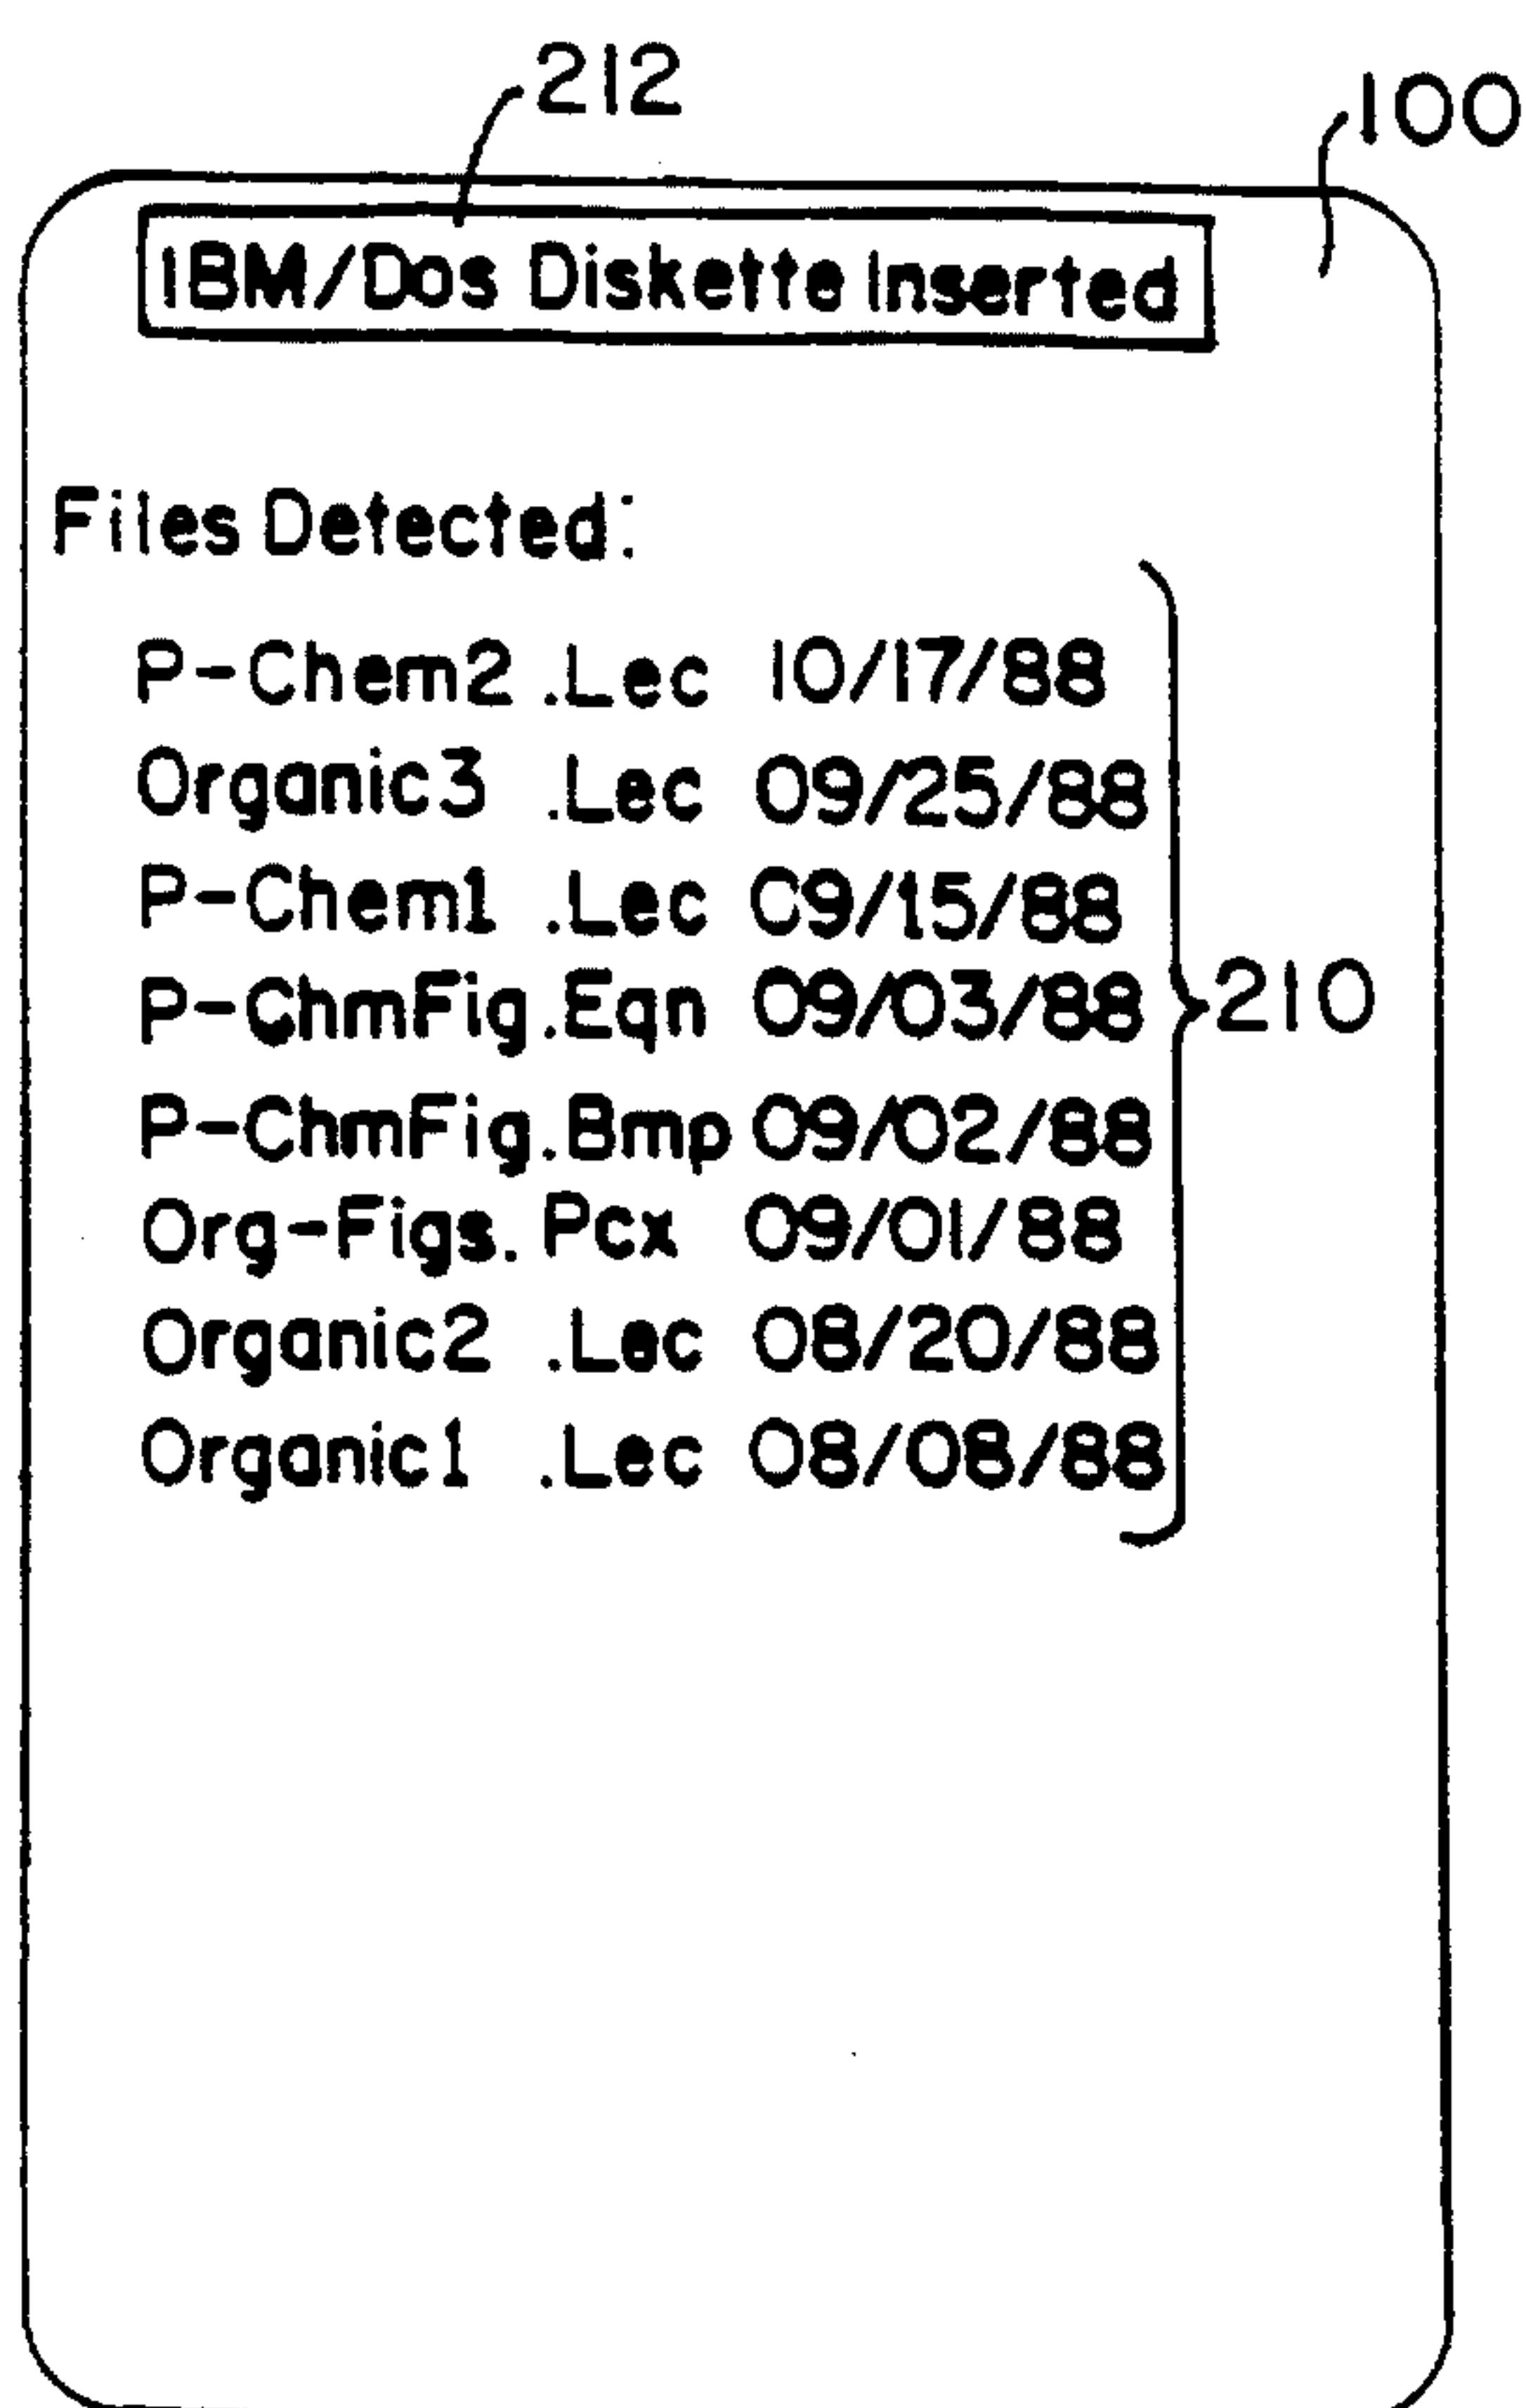 212
100
IBM/Dos Diskette Inserted
Files Detected:
P-Chem2 .Lec 10/17/88
Organic3 .Lec 09/25/88
P-Chem1 .Lec 09/15/88
P-ChmFig.Eqn 09/03/88
210
P-ChmFig.Bmp 09/02/88
Org-Figs. Pcx 09/01/88
Organic2 .Lec 08/20/88
Organic1 .Lec 08/08/88